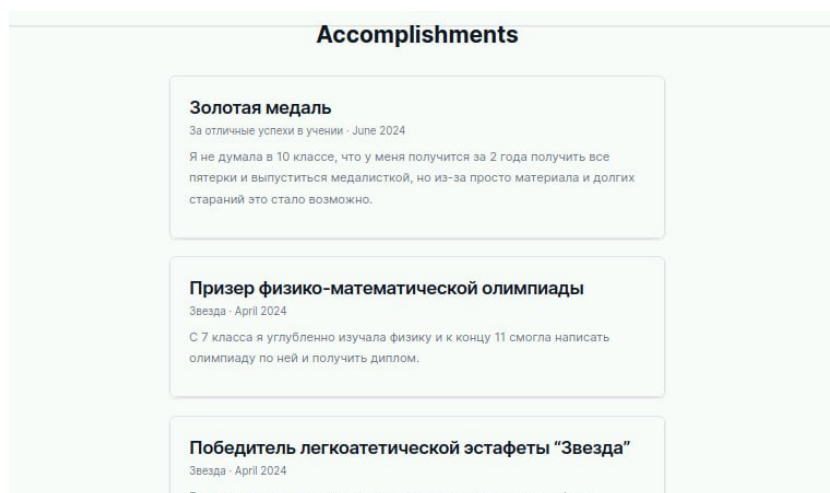 Accomplishments
Золотая медаль
За отличные успехи в учении · June 2024
Я не думала в 10 классе, что у меня получится за 2 года получить все
пятерки и выпуститься медалисткой, но из-за просто материала и долгих
стараний это стало возможно.
Призер физико-математической олимпиады
Звезда · April 2024
С 7 класса я углубленно изучала физику и к концу 11 смогла написать
олимпиаду по ней и получить диплом.
Победитель легкоатетической эстафеты “Звезда”
Звезда · April 2024